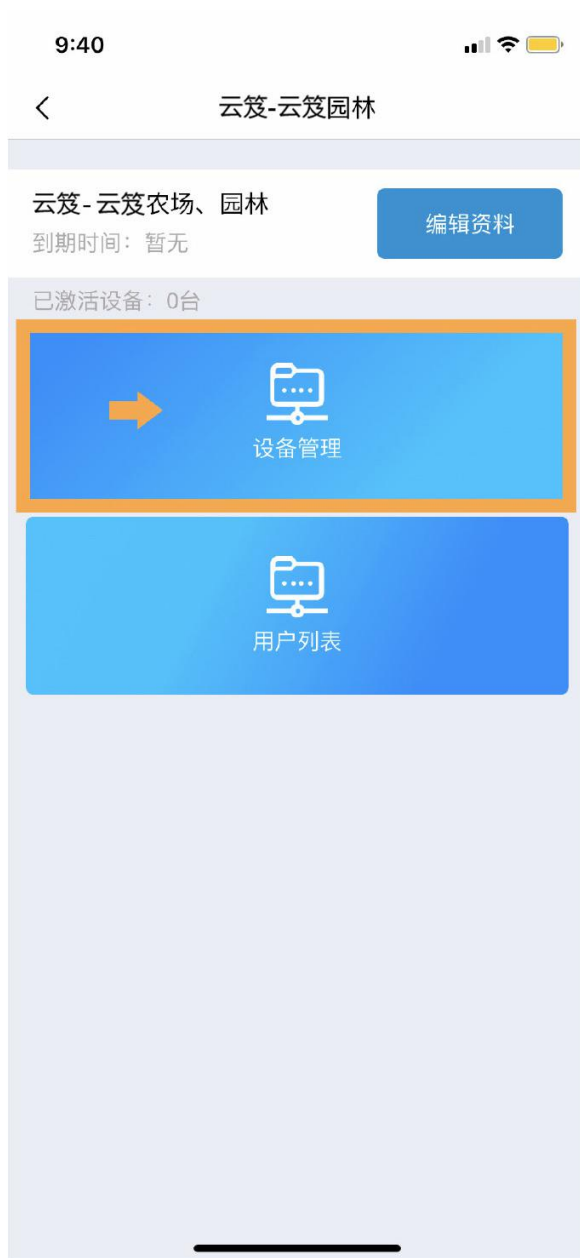 9:40
云笈-云笈园林
云笈-云笈农场、园林
编辑资料
到期时间：暂无
已激活设备：0台
设备管理
用户列表